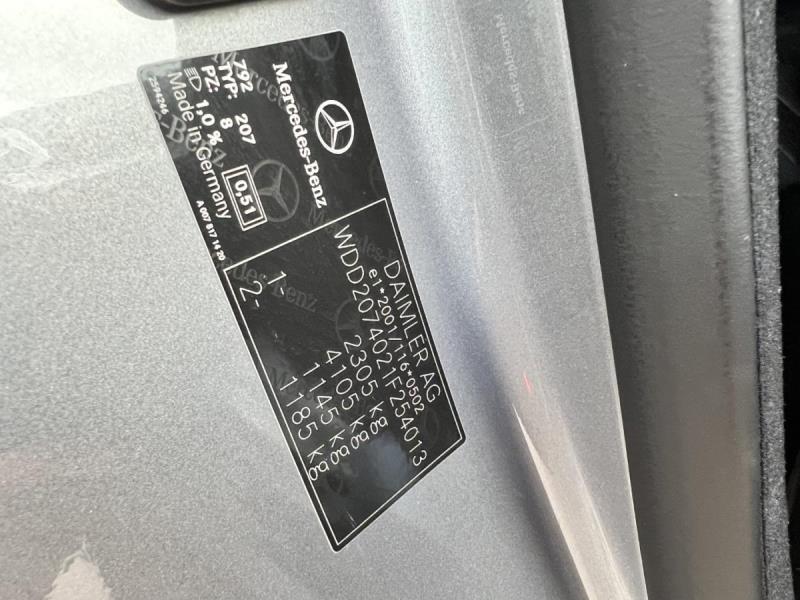 Mercedes-Benz
792
TYP: 207
PZ: 8
1,0 %
0,51
Made in Germany
2594266
A 007 817 14 20
DAIMLER AG
e1*2001/116*0502
WDD2074021F254013
2305 kg
4105 kg
1- 1145 kg
2- 1185 kg